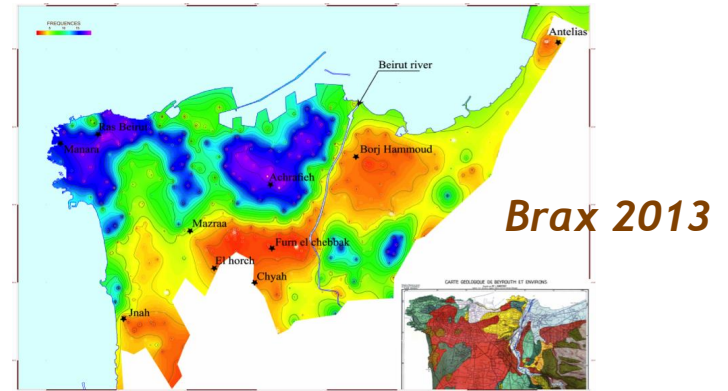 FREQUENCES
Antelias
Beirut river
Ras Beirut
Manara
Borj Hammoud
Achrafieh
Brax 2013
Mazraa
Furn el chebbak
El horch
Chyah
CARTE GEOLOGIQUE DE BEYROUTH ET ENVIRONS
Jnah